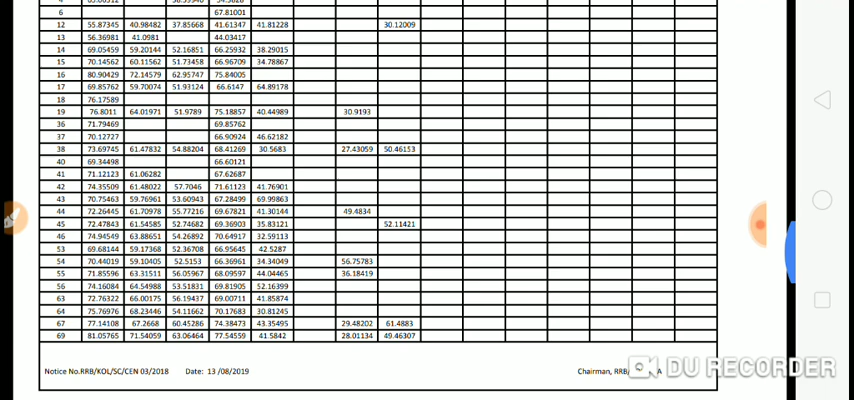 6 67.81001
12 55.87345 40.98482 37.85668 41.61347 41.81228 30.12009
13 56.36981 41.0981 44.03417
14 69.05459 59.20144 52.16851 66.25932 38.29015
15 70.14562 60.11562 51.73458 66.96709 34.78867
16 80.90429 72.14579 62.95747 75.84005
17 69.85762 59.70074 51.93124 66.6147 64.89178
18 76.17589
19 76.8011 64.01971 51.9789 75.18857 40.44989 30.9193
36 71.79469 69.85762
37 70.12727 66.90924 46.62182
38 73.69745 61.47832 54.88204 68.41269 30.5683 27.43059 50.46153
40 69.34498 66.60121
41 71.12123 61.06282 67.62687
42 74.35509 61.48022 57.7046 71.61123 41.76901
43 70.75463 59.76961 53.60943 67.28499 69.99863
44 72.26445 61.70978 55.77216 69.67821 41.30144 49.4834
45 72.47843 61.54585 52.74682 69.36903 35.83121 52.11421
46 74.94549 63.88651 54.26892 70.64917 32.59113
53 69.68144 59.17368 52.36708 66.95645 42.5287
54 70.44019 59.10405 52.5153 66.36961 34.34049 56.75783
55 71.85596 63.31511 56.05967 68.09597 44.04465 36.18419
56 74.16084 64.54988 53.51831 69.81905 52.16399
63 72.76322 66.00175 56.19437 69.00711 41.85874
64 75.76976 68.23446 54.11662 70.17683 30.81245
67 77.14108 67.2668 60.45286 74.38473 43.35495 29.48202 61.4883
69 81.05765 71.54059 63.06464 77.54559 41.5842 28.01134 49.46307
Notice No.RRB/KOL/SC/CEN 03/2018 Date: 13 /08/2019 Chairman, RRB/
DU RECORDER